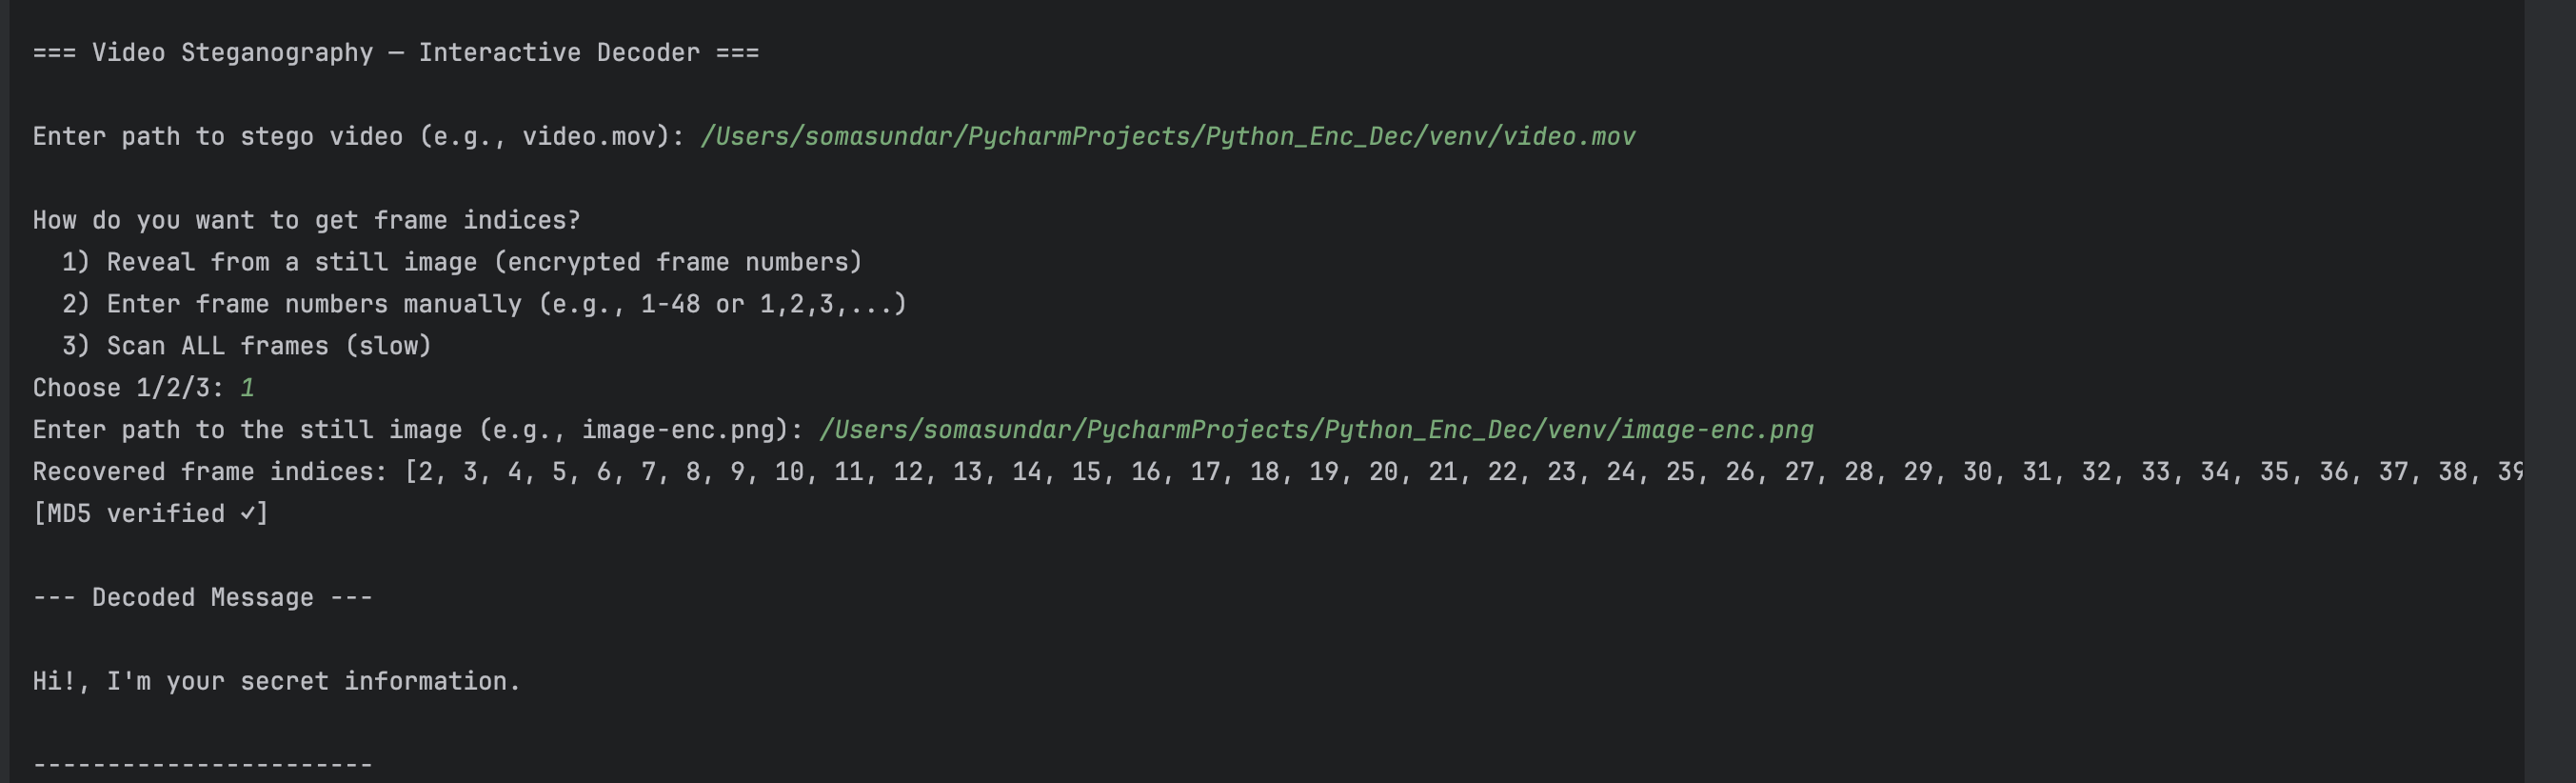 === Video Steganography — Interactive Decoder ===
Enter path to stego video (e.g., video.mov): /Users/somasundar/PycharmProjects/Python_Enc_Dec/venv/video.mov
How do you want to get frame indices?
1) Reveal from a still image (encrypted frame numbers)
2) Enter frame numbers manually (e.g., 1-48 or 1,2,3,...)
3) Scan ALL frames (slow)
Choose 1/2/3: 1
Enter path to the still image (e.g., image-enc.png): /Users/somasundar/PycharmProjects/Python_Enc_Dec/venv/image-enc.png
Recovered frame indices: [2, 3, 4, 5, 6, 7, 8, 9, 10, 11, 12, 13, 14, 15, 16, 17, 18, 19, 20, 21, 22, 23, 24, 25, 26, 27, 28, 29, 30, 31, 32, 33, 34, 35, 36, 37, 38, 39
[MD5 verified ✓]
--- Decoded Message ---
Hi!, I'm your secret information.
-----------------------